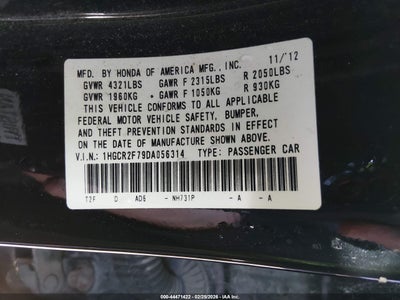 MFD. BY HONDA OF AMERICA MFG., INC. 11/'12
GVWR 4321LBS GAWR F 2315LBS R 2050LBS
GVWR 1960KG GAWR F 1050KG R 930KG
THIS VEHICLE CONFORMS TO ALL APPLICABLE
FEDERAL MOTOR VEHICLE SAFETY, BUMPER,
AND THEFT PREVENTION STANDARDS IN EFFECT
ON THE DATE OF MANUFACTURE SHOWN ABOVE.
V.I.N.: 1HGCR2F79DA056314 TYPE: PASSENGER CAR
T2F D AD6 - NH731P - A - A
000-44471422 - 02/25/2026 - IAA Inc.